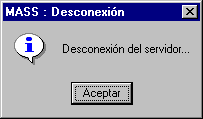 MASS : Desconexión
Desconexión del servidor...
Aceptar